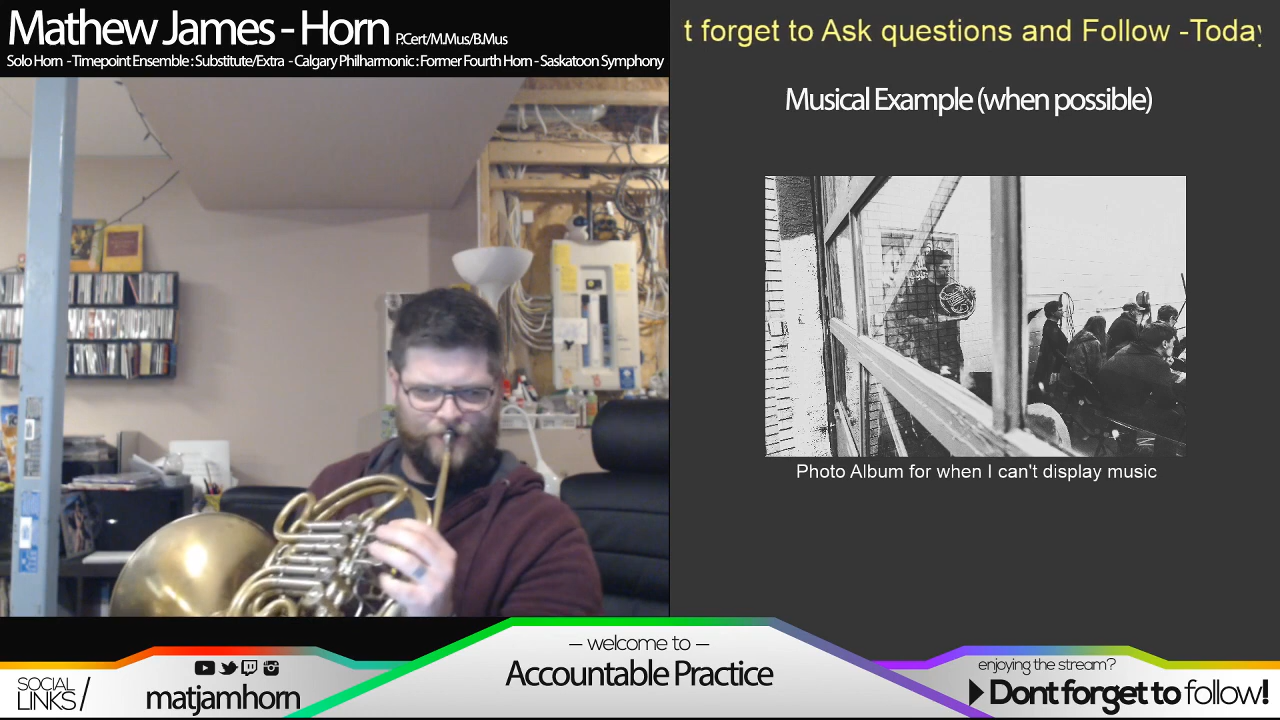 Mathew James - Horn P.Cert/M.Mus/B.Mus
Solo Horn - Timepoint Ensemble : Substitute/Extra - Calgary Philharmonic : Former Fourth Horn - Saskatoon Symphony
t forget to Ask questions and Follow -Today
Musical Example (when possible)
Photo Album for when I can't display music
– welcome to –
Accountable Practice
SOCIAL
LINKS /
matjamhorn
enjoying the stream?
Dont forget to follow!